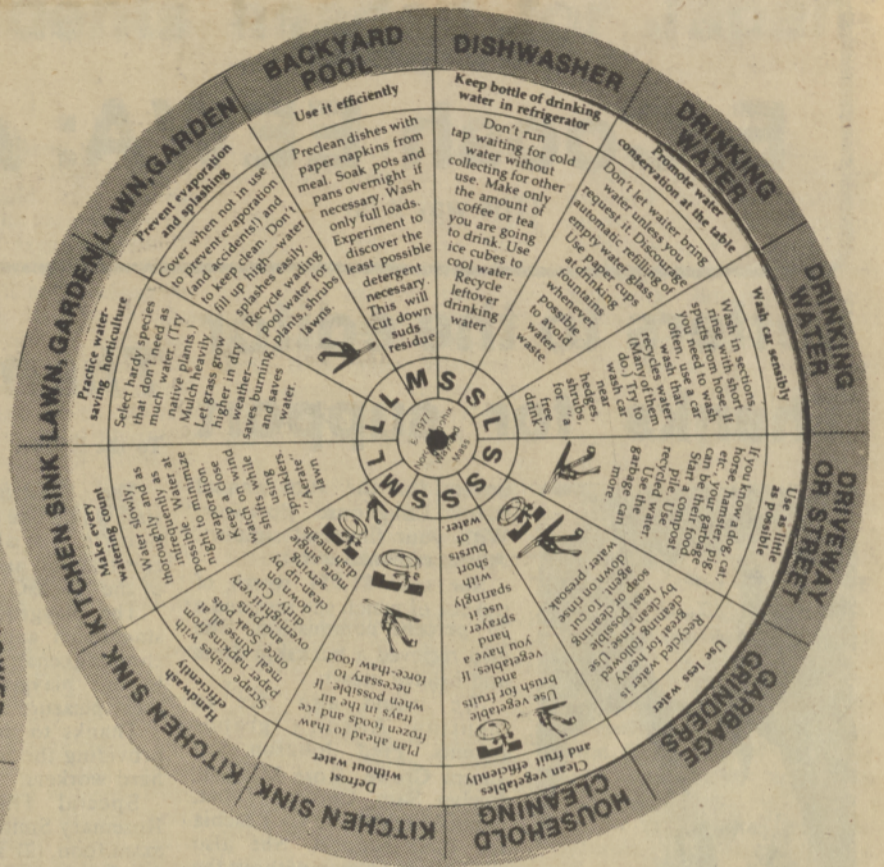 BACKYARD
POOL
Use it efficiently
Preclean dishes with
paper napkins from
meal. Soak pots and
pans overnight if
necessary. Wash
only full loads.
Experiment to
discover the
least possible
detergent
necessary.
This will
cut down
suds
residue
M
DISHWASHER
Keep bottle of drinking
water in refrigerator
Don't run
tap waiting for cold
water without
collecting for other
use. Make only
the amount of
coffee or tea
you are going
to drink. Use
ice cubes to
cool water.
Recycle
leftover
drinking
water
S
DRINKING
WATER
Promote water
conservation at the table
Don't let waiter bring
water unless you
request it. Discourage
automatic refilling of
empty water glass.
Use paper cups
at drinking
fountains
whenever
possible
to avoid
water
waste.
S
DRINKING
WATER
Wash car sensibly
Wash in sections,
rinse with short
spurts from hose. If
you need to wash
often, use a car
wash that
recycles water.
(Many of them
do.) Try to
wash car
near
hedges,
shrubs,
for "a
free
drink"
L
DRIVEWAY
OR STREET
Use as little
as possible
If you know a dog, cat,
horse, hamster, pig,
etc., your garbage
can be their food
Start a compost
pile. Use
recycled water.
Use the
garbage can
more
S
GARBAGE
GRINDERS
Use less water
Recycled water is
great for heavy
cleaning followed
by clean rinse. Use
least possible
soap or cleaning
agent. To cut
down on rinse
water, presoak
S
HOUSEHOLD
CLEANING
Clean vegetables
and fruit efficiently
Use vegetable
brush for fruits
and
vegetables. If
you have a
hand
sprayer,
use it
sparingly
with
short
bursts
of
water
S
KITCHEN SINK
Defrost
without water
Plan ahead to thaw
frozen foods and ice
trays in the air
when possible. If
necessary to
force-thaw food
S
KITCHEN SINK
Handwash
efficiently
Scrape dishes with
paper napkins from
meal. Rinse all at
once. Soak pots
and pans
overnight if very
dirty. Cut
down on
clean-up by
serving
more single
dish
meals
M
KITCHEN SINK
Make every
watering count
Water slowly,
thoroughly and as
infrequently as
possible. Water at
night to minimize
evaporation.
Keep a close
watch on wind
shifts while
using
sprinklers.
"Aerate"
lawn
L
LAWN, GARDEN
Practice water-
saving horticulture
Select hardy species
that don't need as
much water. (Try
native plants.)
Mulch heavily.
Let grass grow
higher in dry
weather—
saves burning
and saves
water.
L
LAWN, GARDEN
Prevent evaporation
and splashing
Cover when not in use
to prevent evaporation
(and accidents!) and
to keep clean. Don't
fill up high—water
splashes easily.
Recycle wading
pool water for
plants, shrubs
lawns.
L
1977
Mass